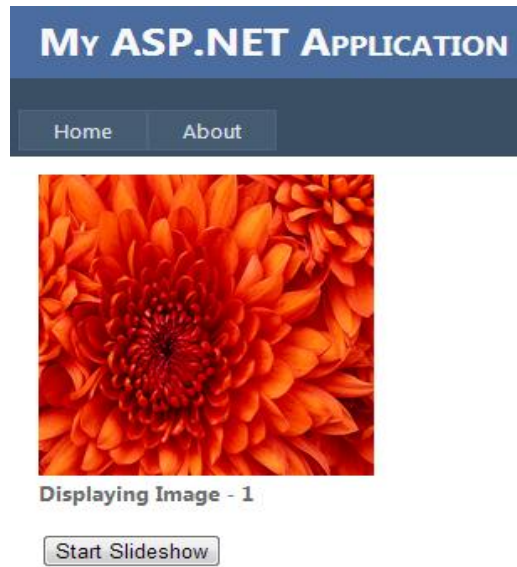 My ASP.NET Application
Home About
Displaying Image - 1
Start Slideshow